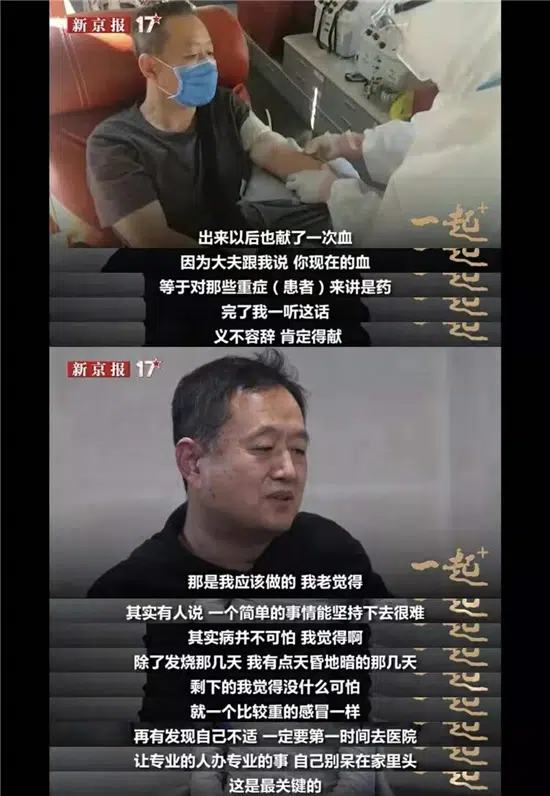 新京报 17
出来以后也献了一次血
一起+
因为大夫跟我说 你现在的血
等于对那些重症（患者）来讲是药
完了我一听这话
义不容辞 肯定得献
新京报 17
那是我应该做的 我老觉得
一起+
其实有人说 一个简单的事情能坚持下去很难
其实病并不可怕 我觉得啊
除了发烧那几天 我有点天昏地暗的那几天
剩下的我觉得没什么可怕
就一个比较重的感冒一样
再有发现自己不适 一定要第一时间去医院
让专业的人办专业的事 自己别呆在家里头
这是最关键的